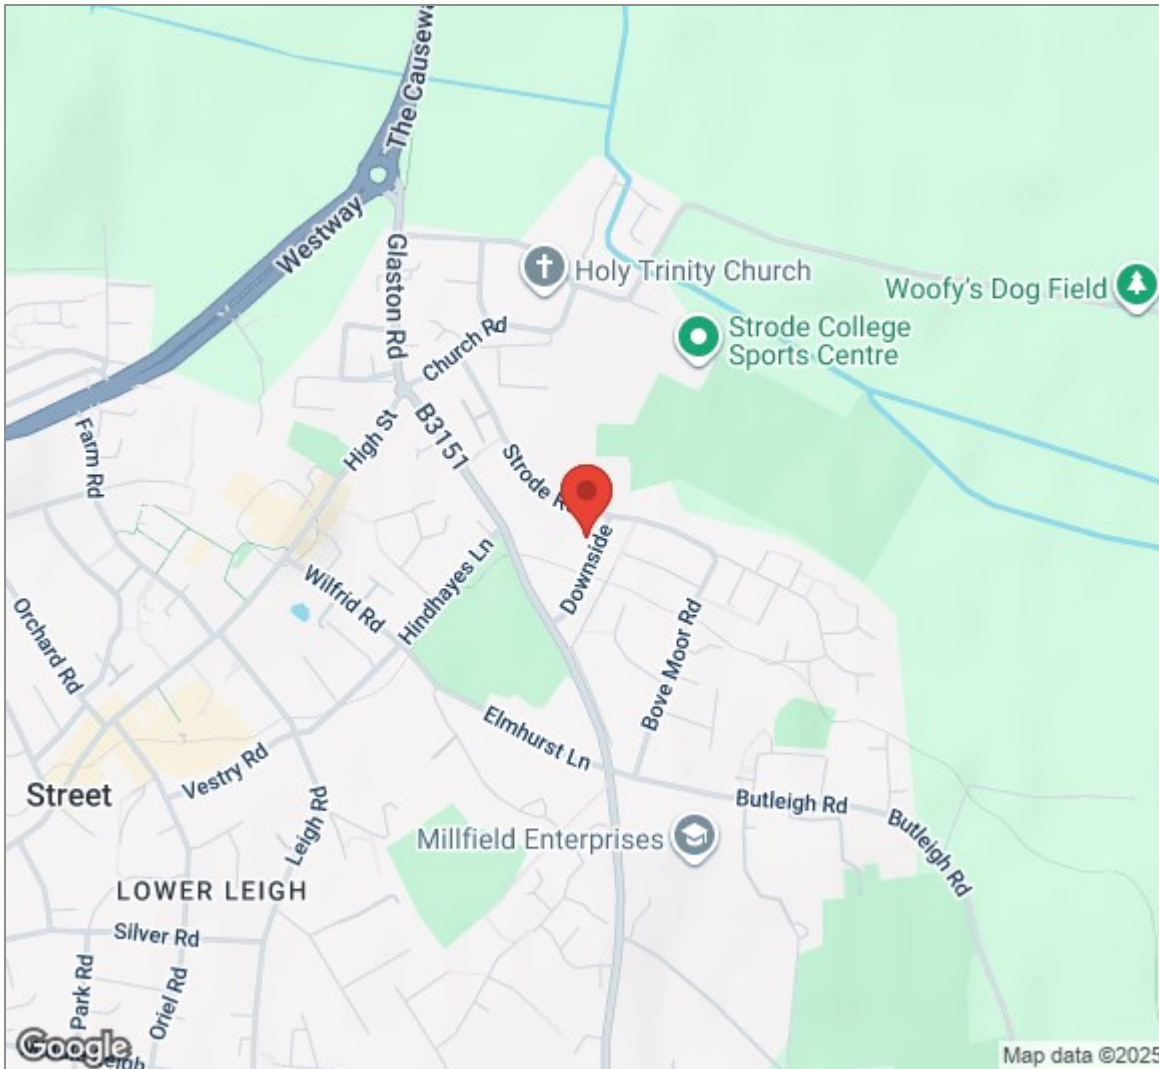 The Causewa
Westway
Glaston Rd
Holy Trinity Church
Woofy's Dog Field
Church Rd
Strode College
Sports Centre
High St
B3151
Farm Rd
Strode R
Downside
Hindhayes Ln
Wilfrid Rd
Orchard Rd
Bove Moor Rd
Elmhurst Ln
Vestry Rd
Street
Leigh Rd
Butleigh Rd
Butleigh Rd
Millfield Enterprises
LOWER LEIGH
Silver Rd
Park Rd
Oriel Rd
Google
Map data ©2025